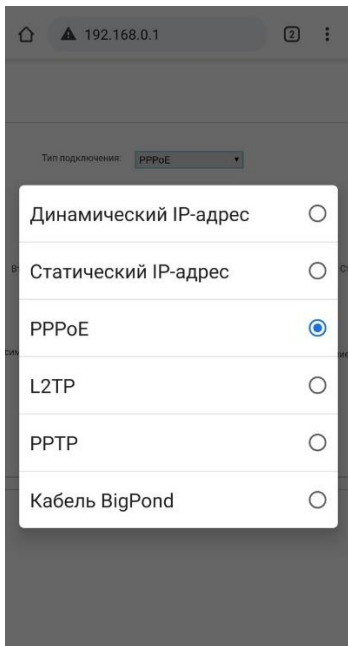 192.168.0.1
2
Тип подключения: PPPoE
Динамический IP-адрес
Статический IP-адрес
PPPoE
L2TP
PPTP
Кабель BigPond